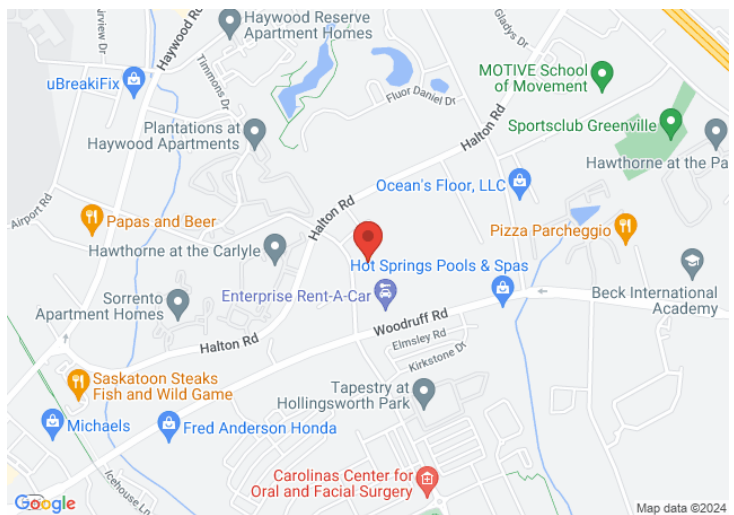 Gladys Dr
Haywood Reserve
Apartment Homes
Haywood Rd
Fairview Dr
MOTIVE School
of Movement
uBreakiFix
Timmons Dr
Fluor Daniel Dr
Halton Rd
Sportsclub Greenville
Plantations at
Haywood Apartments
Hawthorne at the Pa
Ocean's Floor, LLC
Airport Rd
Halton Rd
Papas and Beer
Pizza Parcheggio
Hawthorne at the Carlyle
Hot Springs Pools & Spas
Enterprise Rent-A-Car
Beck International
Academy
Sorrento
Apartment Homes
Woodruff Rd
Elmsley Rd
Halton Rd
Kirkstone Dr
Saskatoon Steaks
Fish and Wild Game
Tapestry at
Hollingsworth Park
Michaels
Fred Anderson Honda
Icehouse Ln
Carolinas Center for
Oral and Facial Surgery
Google
Map data ©2024